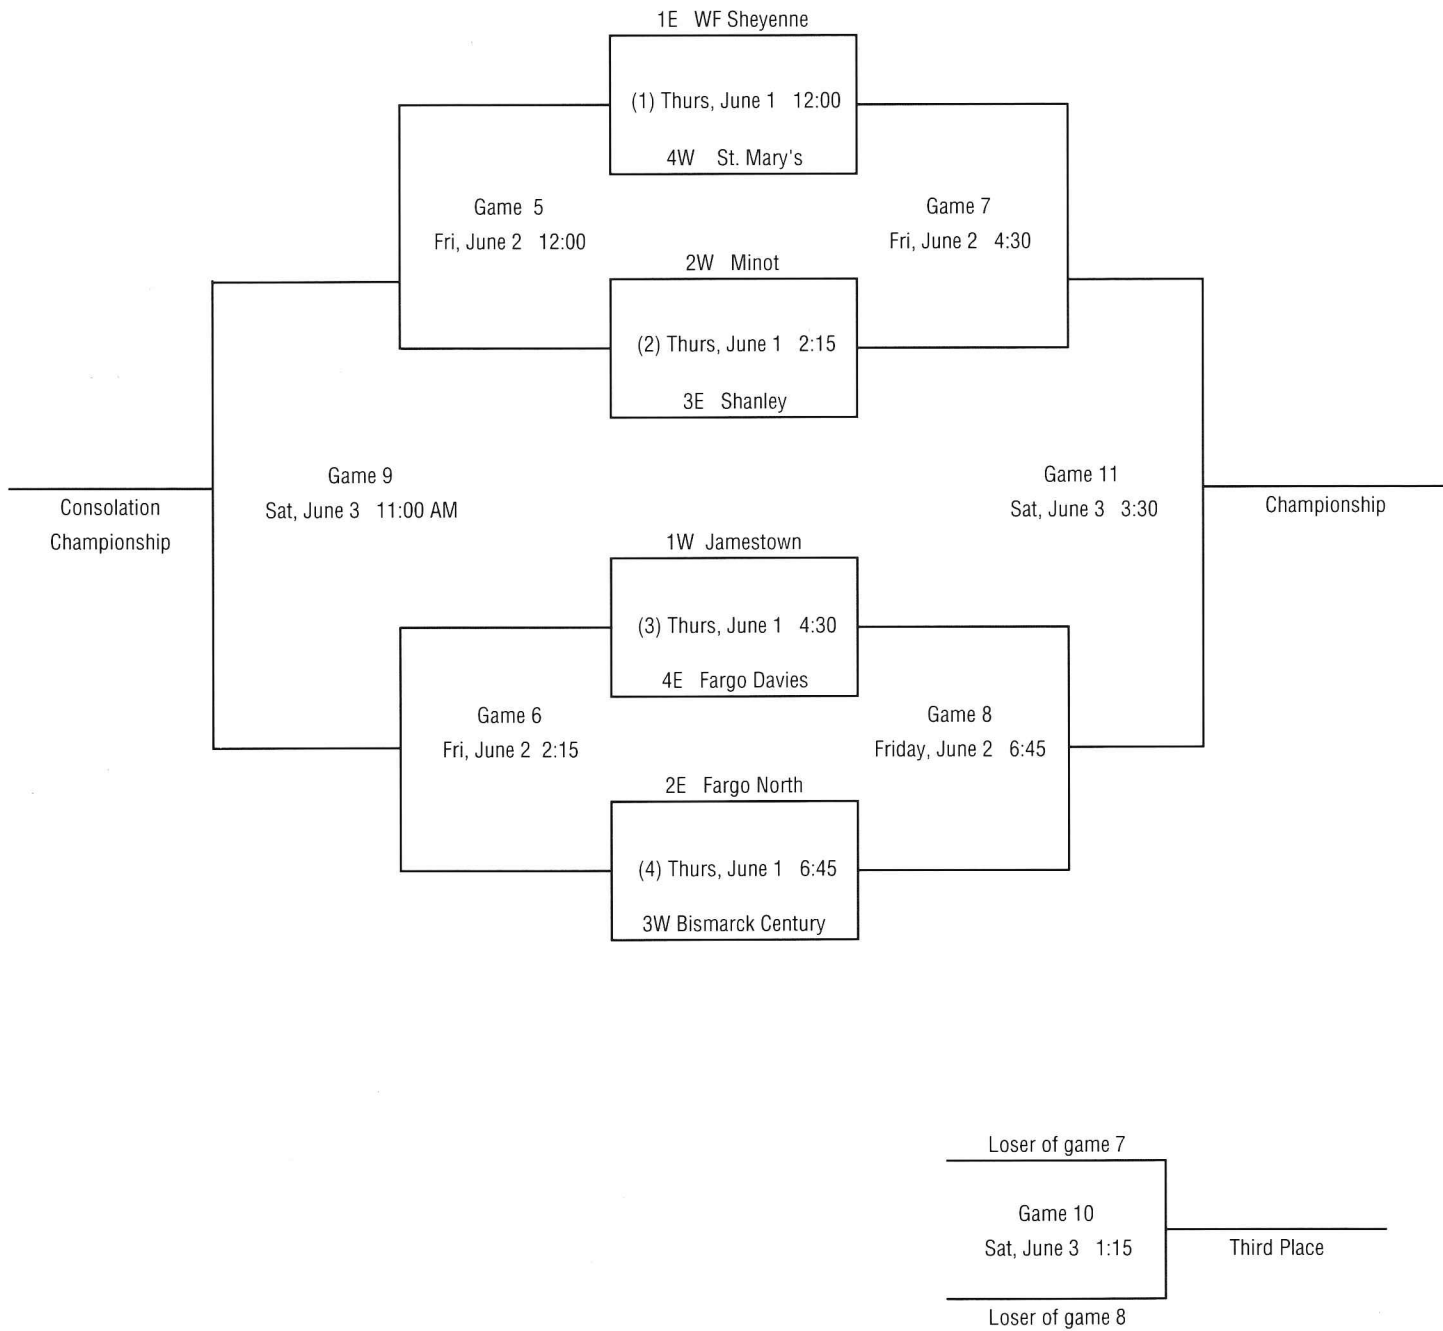 1E WF Sheyenne
(1) Thurs, June 1 12:00
4W St. Mary's
Game 5
Fri, June 2 12:00
Game 7
Fri, June 2 4:30
2W Minot
(2) Thurs, June 1 2:15
3E Shanley
Game 9
Sat, June 3 11:00 AM
Consolation
Championship
Game 11
Sat, June 3 3:30
Championship
1W Jamestown
(3) Thurs, June 1 4:30
4E Fargo Davies
Game 6
Fri, June 2 2:15
Game 8
Friday, June 2 6:45
2E Fargo North
(4) Thurs, June 1 6:45
3W Bismarck Century
Loser of game 7
Game 10
Sat, June 3 1:15
Third Place
Loser of game 8